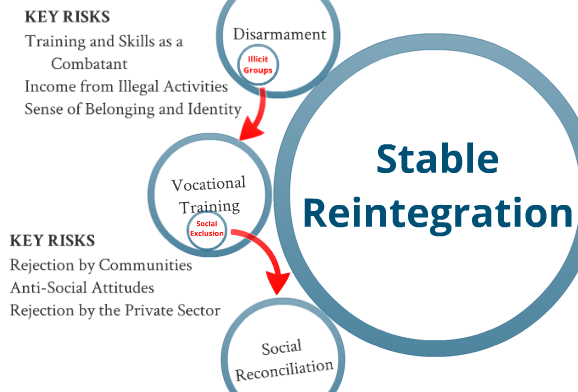 KEY RISKS
Training and Skills as a
Combatant
Income from Illegal Activities
Sense of Belonging and Identity
Disarmament
Illicit
Groups
Stable
Reintegration
Vocational
Training
Social
Exclusion
KEY RISKS
Rejection by Communities
Anti-Social Attitudes
Rejection by the Private Sector
Social
Reconciliation